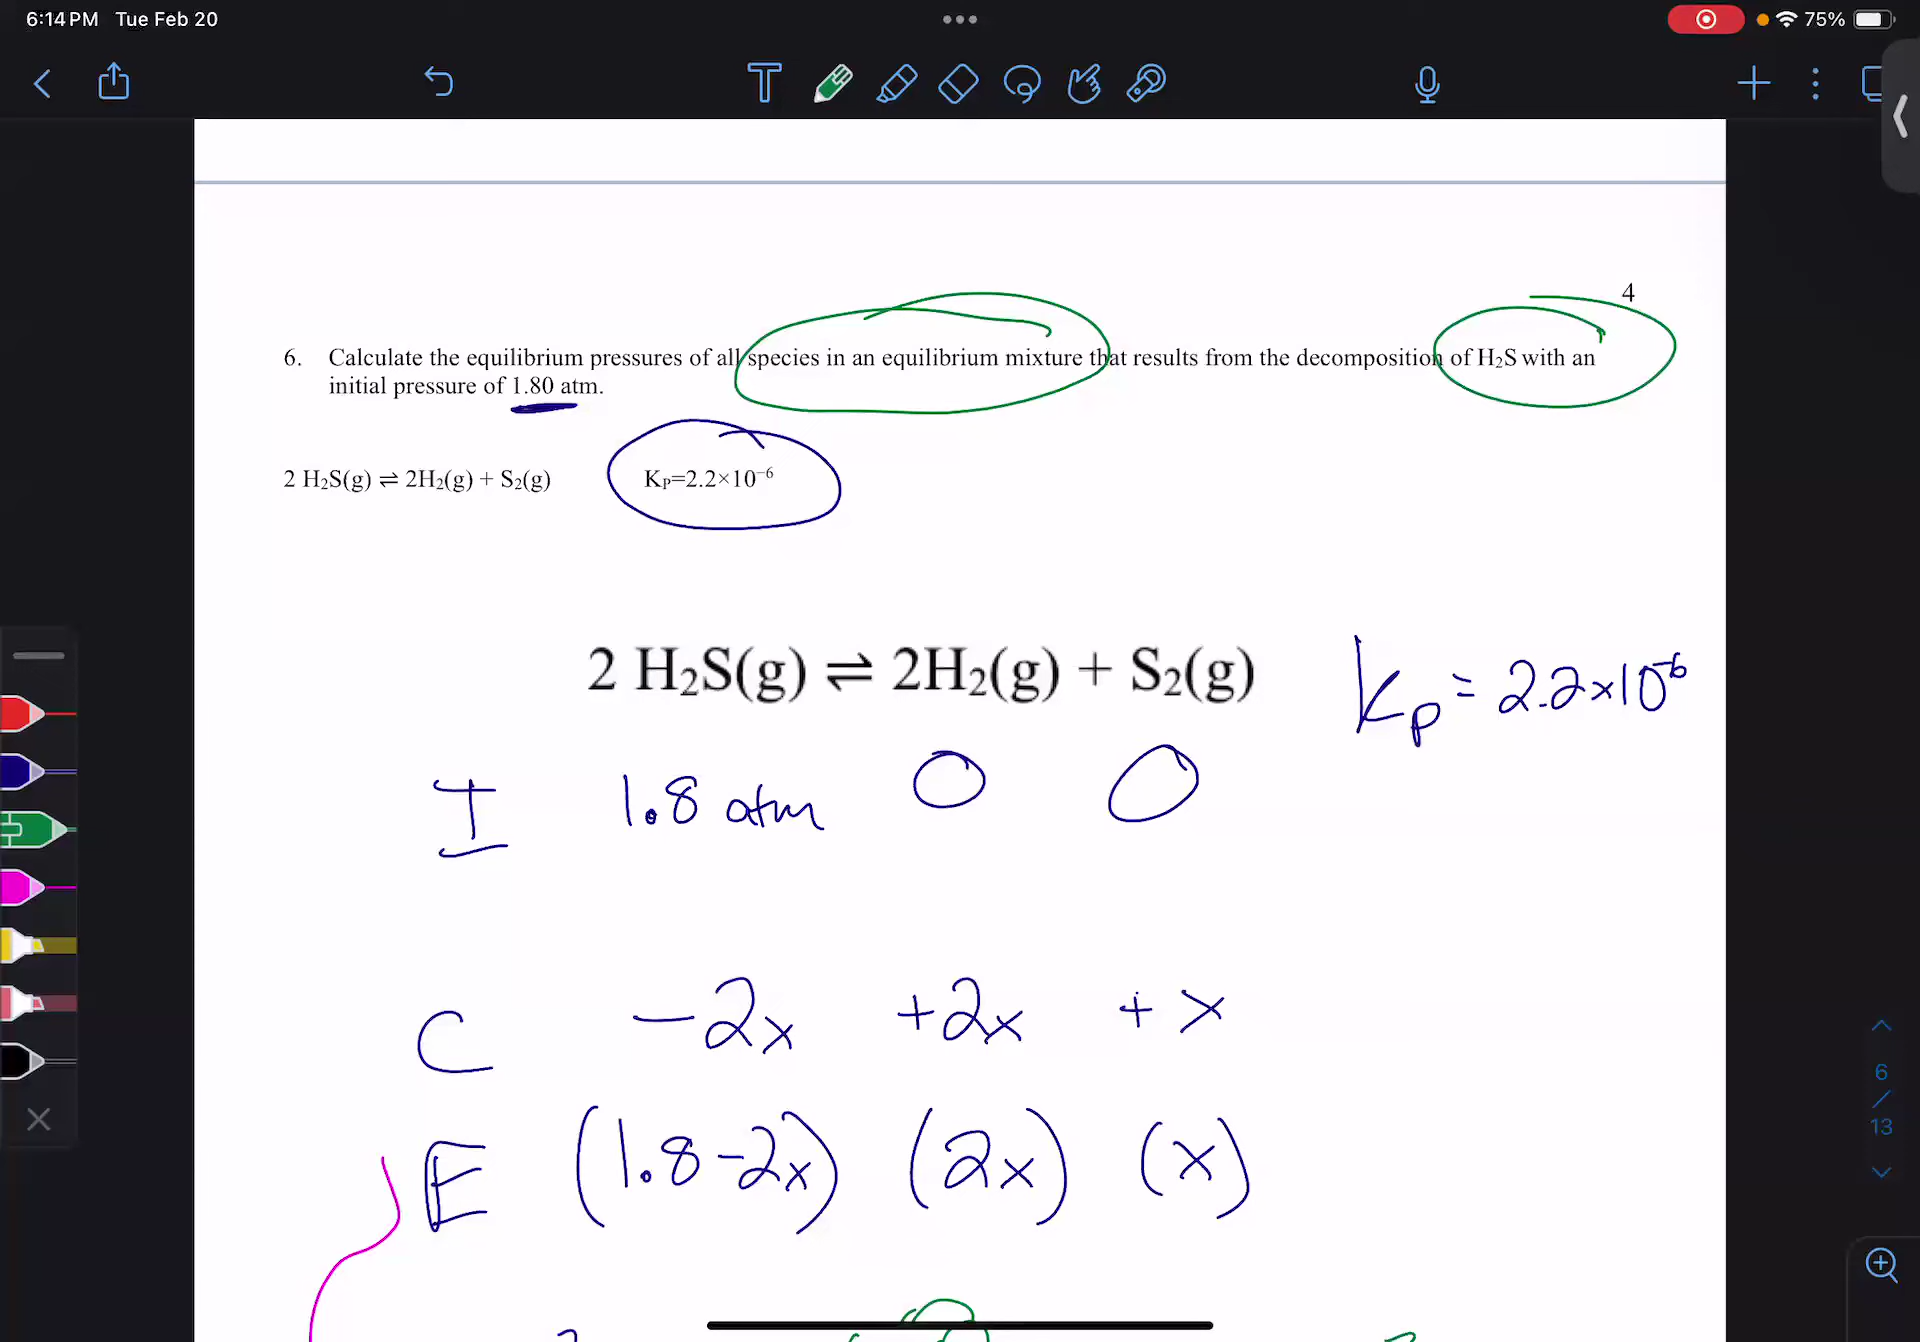 6:14 PM Tue Feb 20
75%
4
6. Calculate the equilibrium pressures of all species in an equilibrium mixture that results from the decomposition of H₂S with an
initial pressure of 1.80 atm.
2 H₂S(g) ⇌ 2H₂(g) + S₂(g) Kₚ=2.2×10⁻⁶
2 H₂S(g) ⇌ 2H₂(g) + S₂(g) Kₚ = 2.2×10⁻⁶
I 1.8 atm 0 0
C −2x +2x +x
E (1.8−2x) (2x) (x)
6
/
13